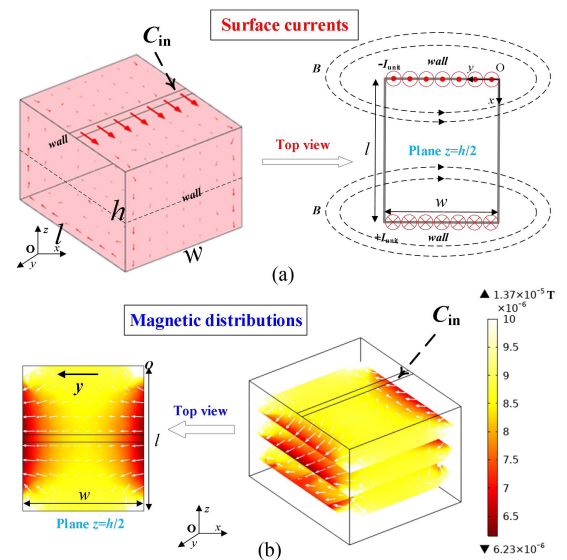 (a)
Surface currents
C_in
wall
wall
h
l
w
z
O
x
y
Top view
B
-I_unit
wall
y
O
x
l
Plane z=h/2
w
B
+I_unit
wall
(a)
(b)
Magnetic distributions
▲ 1.37×10⁻⁵ T
×10⁻⁶
10
9.5
9
8.5
8
7.5
7
6.5
▼ 6.23×10⁻⁶
C_in
O
y
l
w
Plane z=h/2
Top view
z
O
x
y
(b)